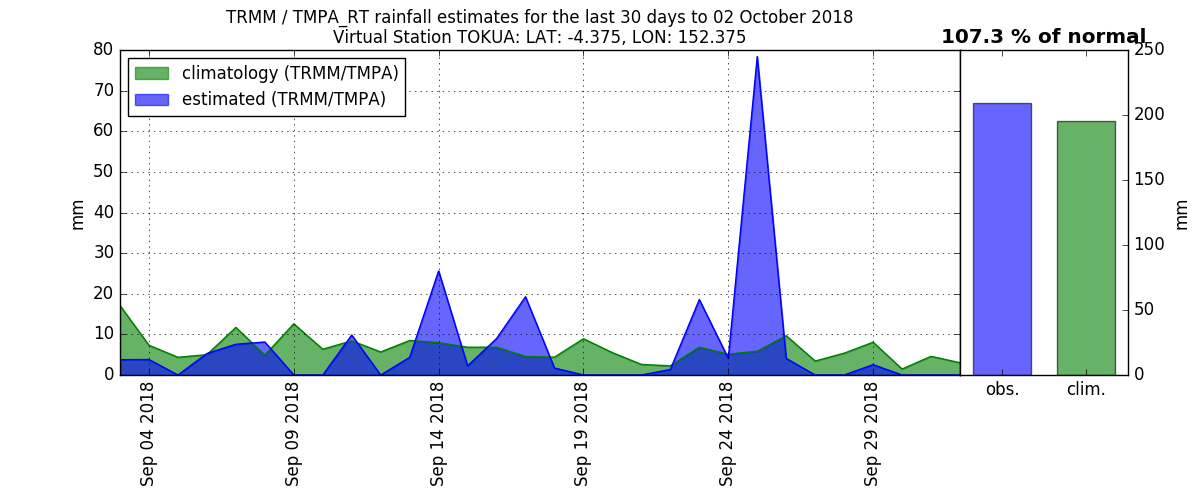 TRMM / TMPA_RT rainfall estimates for the last 30 days to 02 October 2018
Virtual Station TOKUA: LAT: -4.375, LON: 152.375
107.3 % of normal
climatology (TRMM/TMPA)
estimated (TRMM/TMPA)
80
70
60
50
40
30
20
10
0
mm
Sep 04 2018
Sep 09 2018
Sep 14 2018
Sep 19 2018
Sep 24 2018
Sep 29 2018
250
200
150
100
50
0
mm
obs.
clim.